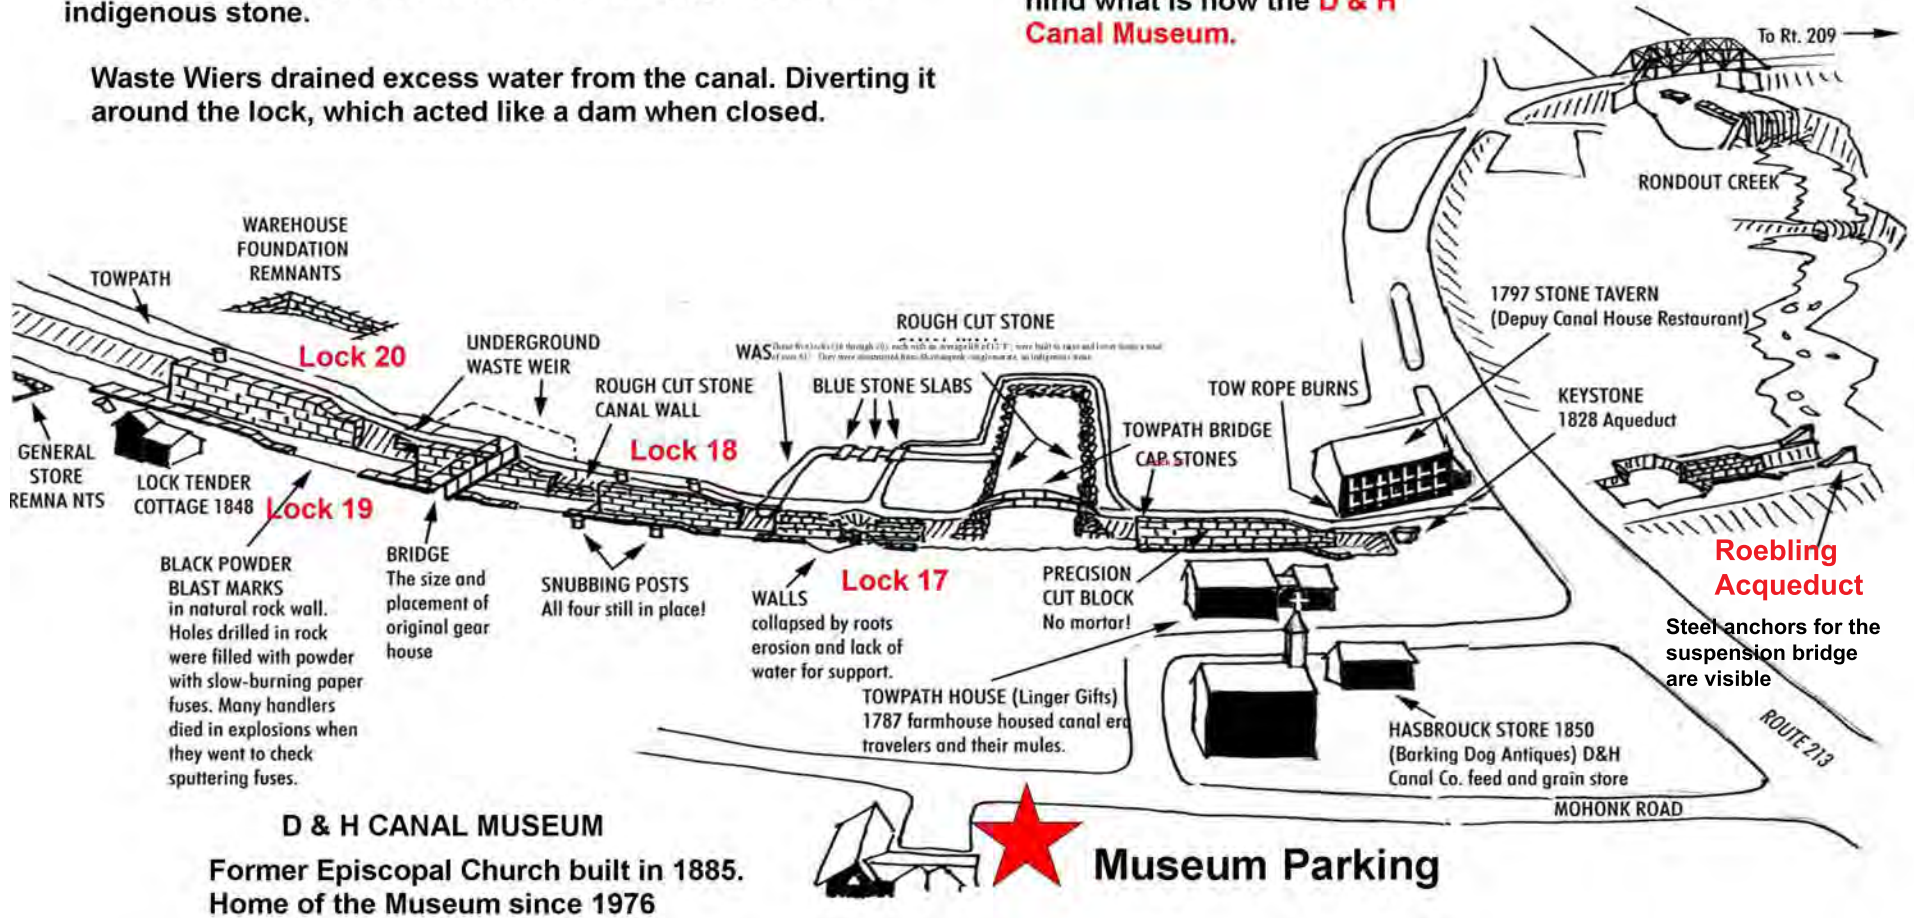 indigenous stone.
hind what is now the D & H
Canal Museum.
Waste Wiers drained excess water from the canal. Diverting it
around the lock, which acted like a dam when closed.
To Rt. 209
RONDOUT CREEK
WAREHOUSE
FOUNDATION
REMNANTS
TOWPATH
Lock 20
UNDERGROUND
WASTE WEIR
ROUGH CUT STONE
CANAL WALL
Lock 18
ROUGH CUT STONE
WAS
BLUE STONE SLABS
TOW ROPE BURNS
1797 STONE TAVERN
(Depuy Canal House Restaurant)
KEYSTONE
1828 Aqueduct
TOWPATH BRIDGE
CAP STONES
GENERAL
STORE
REMNA NTS
LOCK TENDER
COTTAGE 1848
Lock 19
BLACK POWDER
BLAST MARKS
in natural rock wall.
Holes drilled in rock
were filled with powder
with slow-burning paper
fuses. Many handlers
died in explosions when
they went to check
sputtering fuses.
BRIDGE
The size and
placement of
original gear
house
SNUBBING POSTS
All four still in place!
WALLS
collapsed by roots
erosion and lack of
water for support.
Lock 17
PRECISION
CUT BLOCK
No mortar!
TOWPATH HOUSE (Linger Gifts)
1787 farmhouse housed canal era
travelers and their mules.
Roebling
Acqueduct
Steel anchors for the
suspension bridge
are visible
HASBROUCK STORE 1850
(Barking Dog Antiques) D&H
Canal Co. feed and grain store
ROUTE 213
MOHONK ROAD
D & H CANAL MUSEUM
Former Episcopal Church built in 1885.
Home of the Museum since 1976
Museum Parking